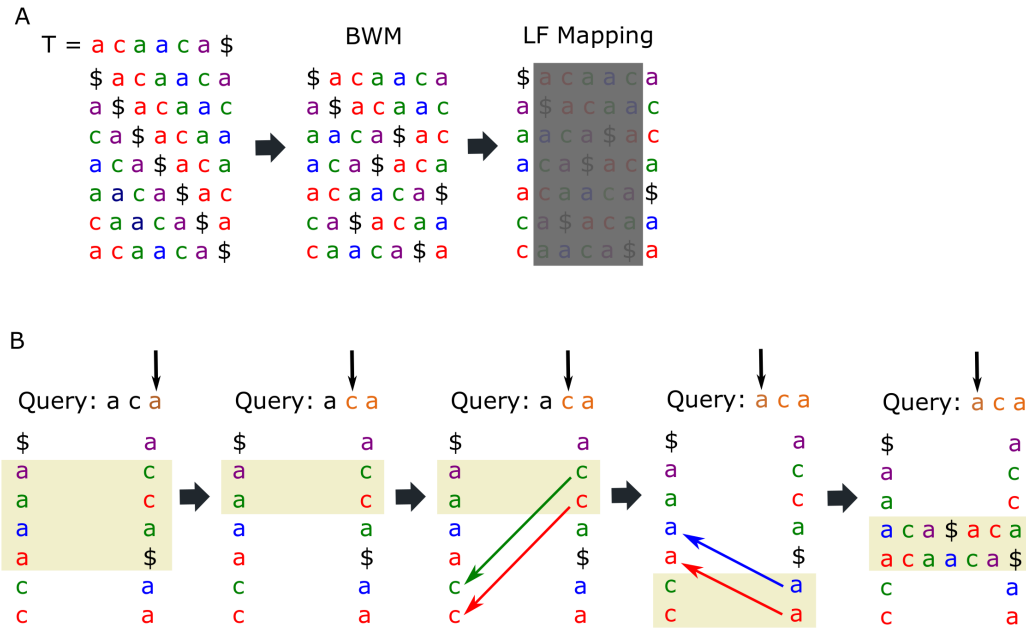 A
T = a c a a c a $
BWM
LF Mapping
$ a c a a c a
a $ a c a a c
c a $ a c a a
a c a $ a c a
a a c a $ a c
c a a c a $ a
a c a a c a $
$ a c a a c a
a $ a c a a c
a a c a $ a c
a c a $ a c a
a c a a c a $
c a $ a c a a
c a a c a $ a
$ a c a a c a
a $ a c a a c
a a c a $ a c
a c a $ a c a
a c a a c a $
c a $ a c a a
c a a c a $ a
B
Query: a c a
$ a
a c
a c
a a
a $
c a
c a
Query: a c a
$ a
a c
a c
a a
a $
c a
c a
Query: a c a
$ a
a c
a c
a a
a $
c a
c a
Query: a c a
$ a
a c
a c
a a
a $
c a
c a
Query: a c a
$ a
a c
a c
a c a $ a c a
a c a a c a $
c a
c a